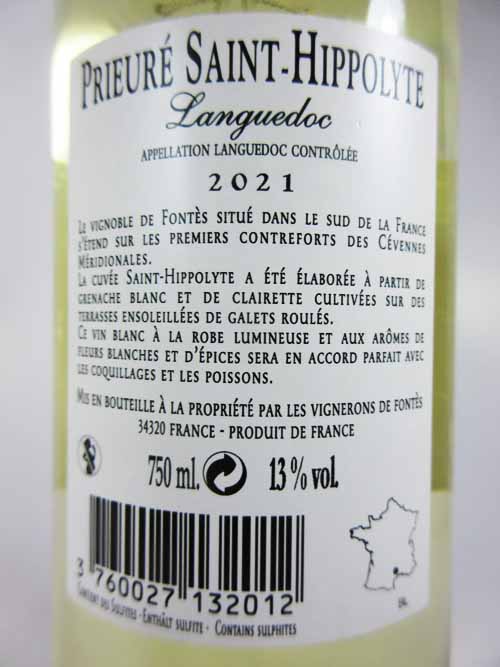 Prieuré Saint-Hippolyte
Languedoc
APPELLATION LANGUEDOC CONTRÔLÉE
2021
Le vignoble de Fontès situé dans le sud de la France
s'étend sur les premiers contreforts des Cévennes
Méridionales.
La cuvée Saint-Hippolyte a été élaborée à partir de
grenache blanc et de clairette cultivées sur des
terrasses ensoleillées de galets roulés.
Ce vin blanc à la robe lumineuse et aux arômes de
fleurs blanches et d'épices sera en accord parfait avec
les coquillages et les poissons.
Mis en bouteille à la propriété par les vignerons de Fontès
34320 FRANCE - PRODUIT DE FRANCE
750 ml. 13 % vol.
3 760027 132012
Contient des Sulfites - Enthält sulfite - Contains sulphites